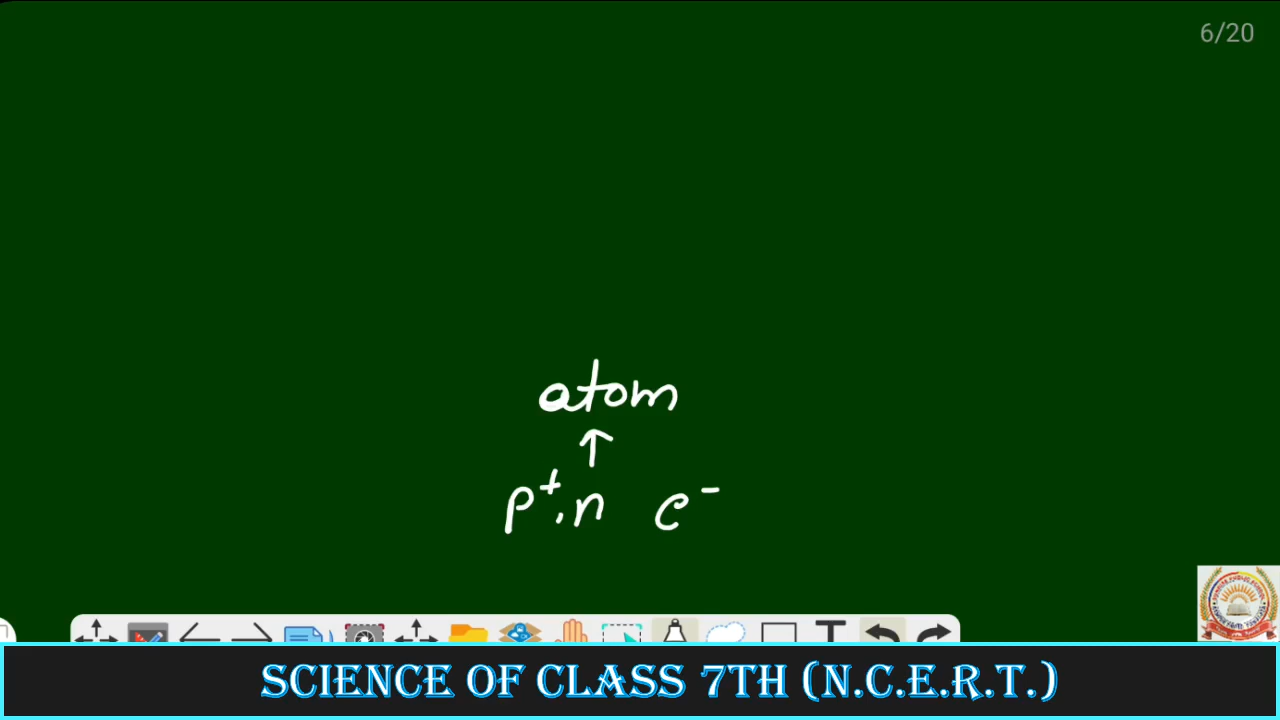 6/20
atom
↑
p⁺, n e⁻
T
SCIENCE OF CLASS 7TH (N.C.E.R.T.)